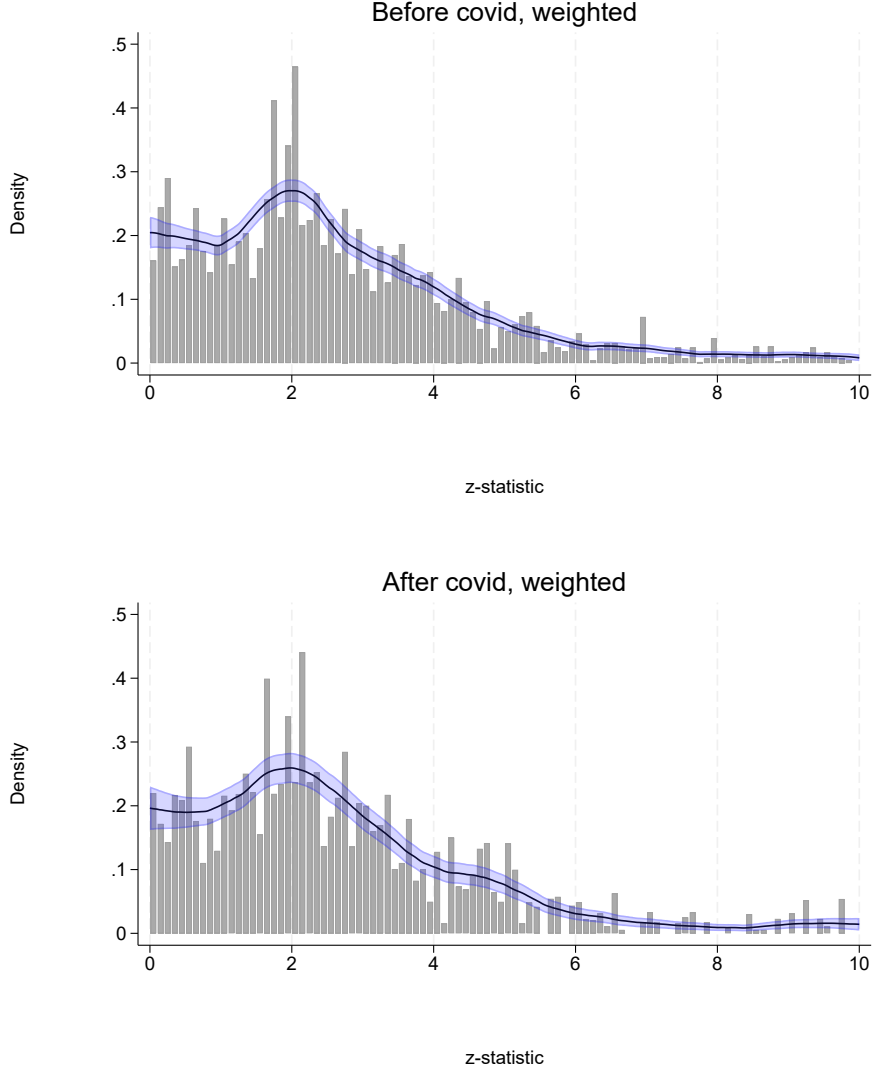 Before covid, weighted
.5
.4
.3
.2
.1
0
Density
0 2 4 6 8 10
z-statistic
After covid, weighted
.5
.4
.3
.2
.1
0
Density
0 2 4 6 8 10
z-statistic